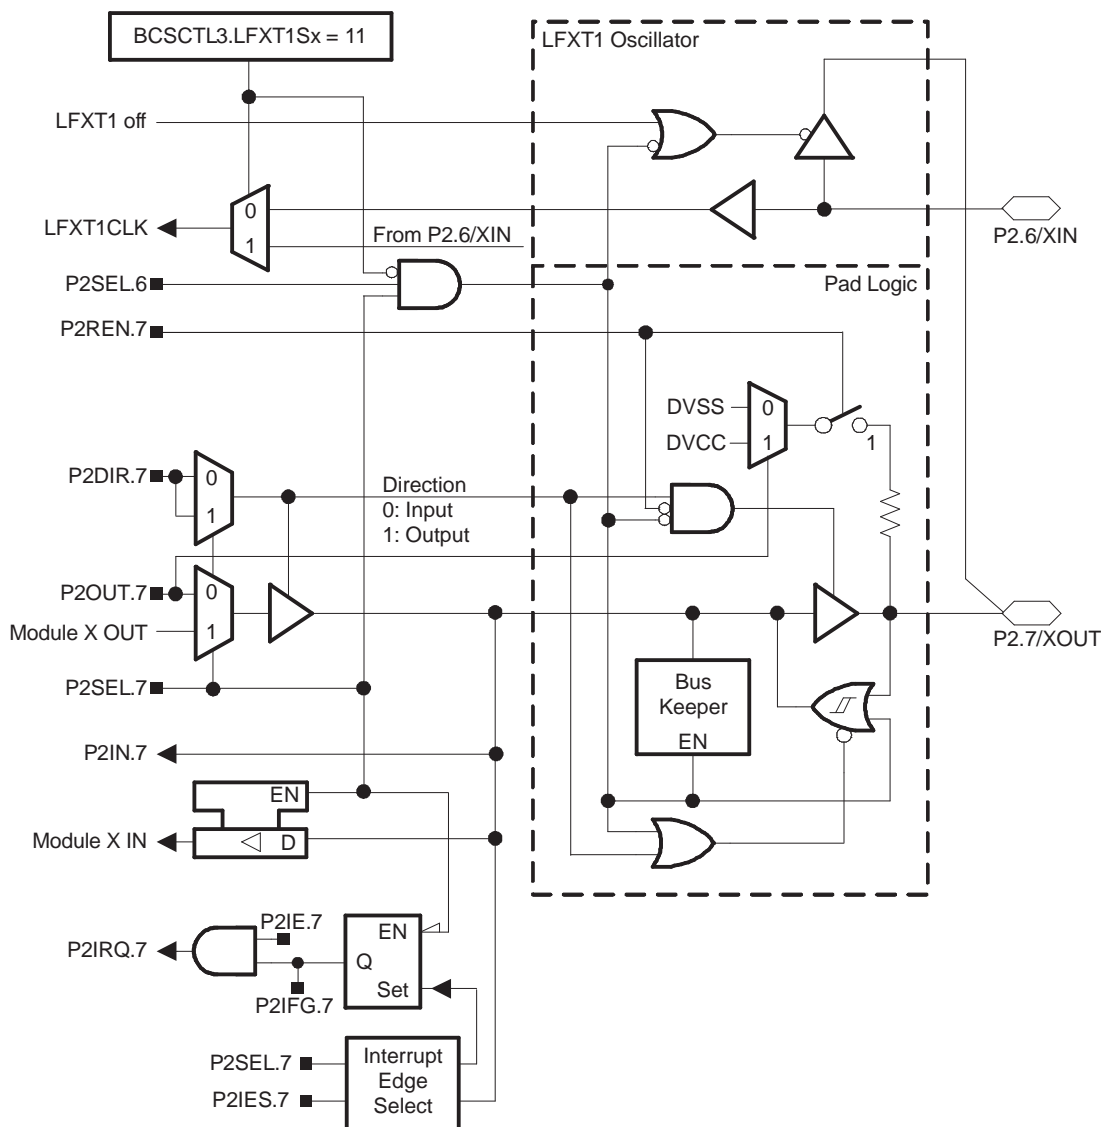 BCSCTL3.LFXT1Sx = 11
LFXT1 Oscillator
LFXT1 off
0
LFXT1CLK
1
From P2.6/XIN
P2.6/XIN
P2SEL.6
Pad Logic
P2REN.7
DVSS
0
DVCC
1
1
P2DIR.7
0
1
Direction
0: Input
1: Output
P2OUT.7
0
Module X OUT
1
P2.7/XOUT
P2SEL.7
Bus
Keeper
EN
P2IN.7
EN
Module X IN
D
P2IE.7
EN
P2IRQ.7
Q
Set
P2IFG.7
P2SEL.7
P2IES.7
Interrupt
Edge
Select